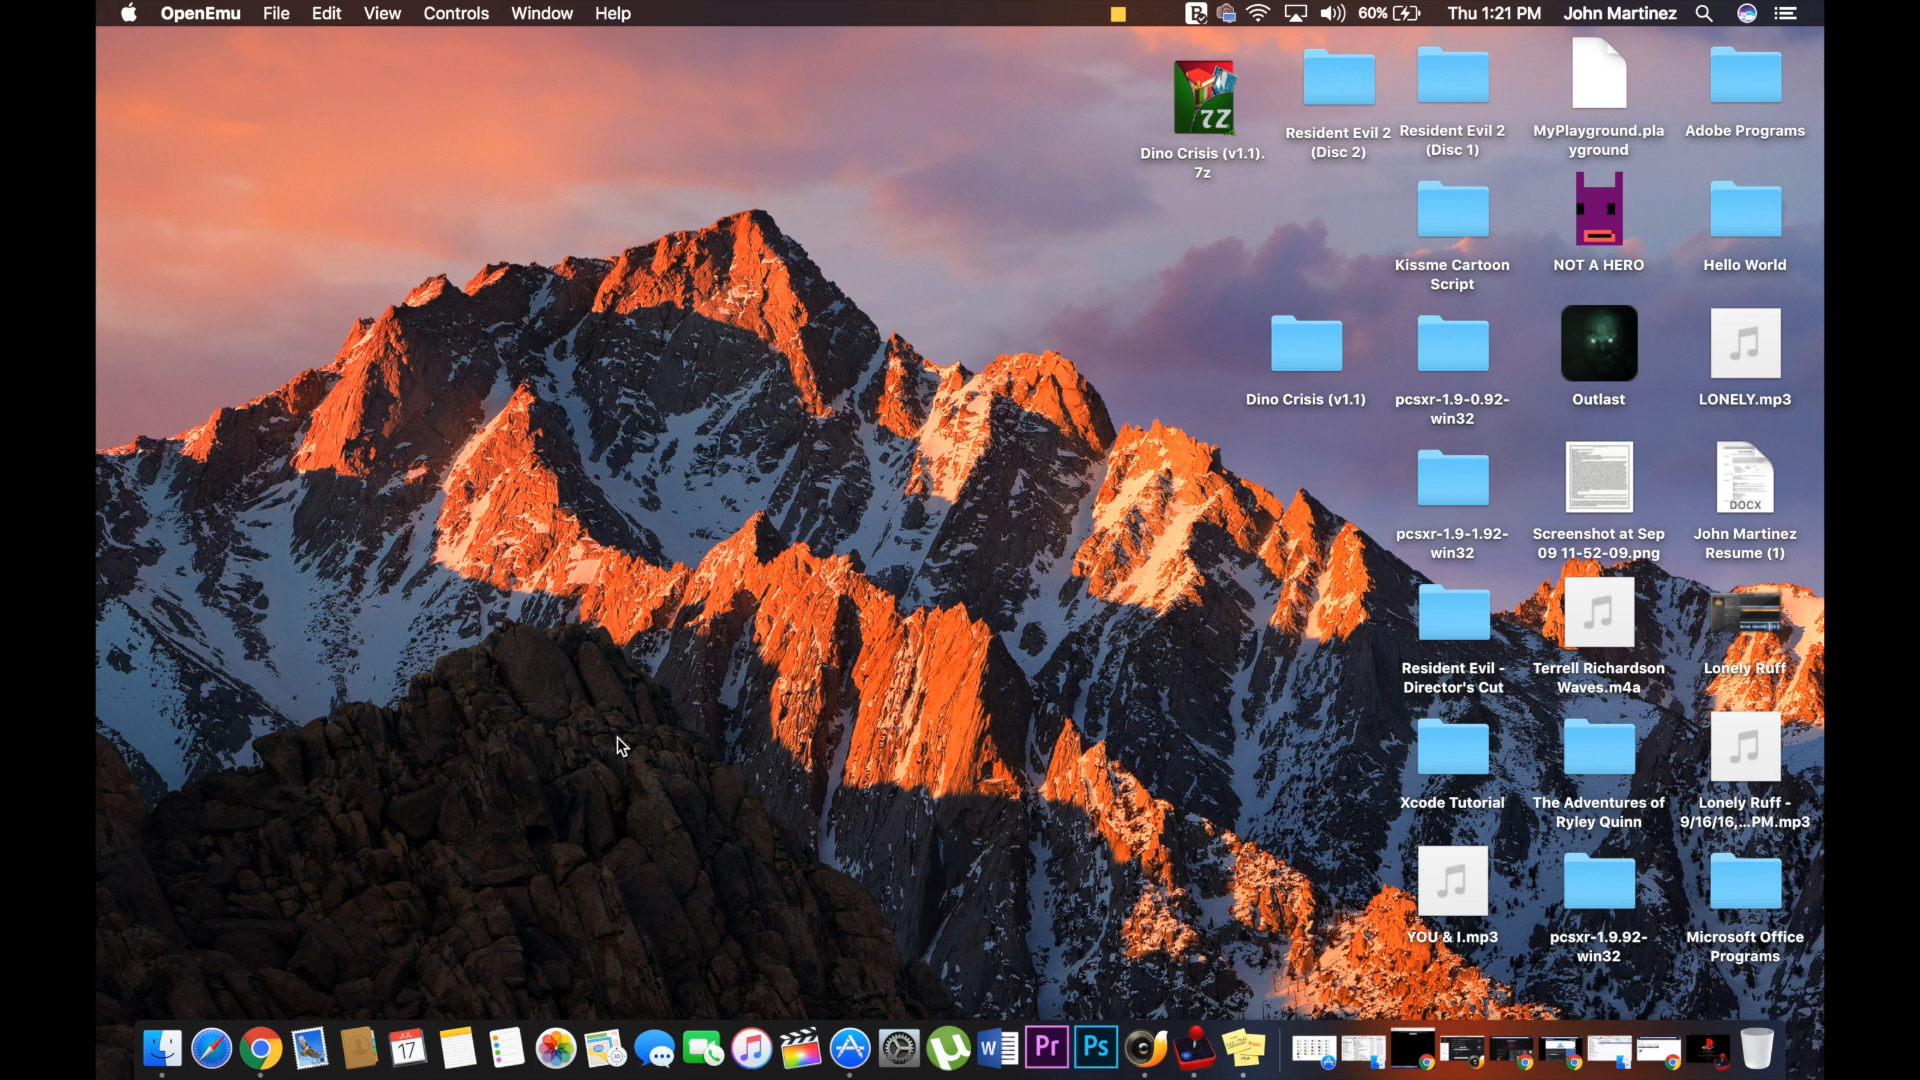 OpenEmu File Edit View Controls Window Help 60% Thu 1:21 PM John Martinez
Dino Crisis (v1.1).
7z
Resident Evil 2
(Disc 2)
Resident Evil 2
(Disc 1)
MyPlayground.pla
yground
Adobe Programs
Kissme Cartoon
Script
NOT A HERO
Hello World
Dino Crisis (v1.1)
pcsxr-1.9-0.92-
win32
Outlast
LONELY.mp3
pcsxr-1.9-1.92-
win32
Screenshot at Sep
09 11-52-09.png
DOCX
John Martinez
Resume (1)
Resident Evil -
Director's Cut
Terrell Richardson
Waves.m4a
Lonely Ruff
Xcode Tutorial
The Adventures of
Ryley Quinn
Lonely Ruff -
9/16/16,...PM.mp3
YOU & I.mp3
pcsxr-1.9.92-
win32
Microsoft Office
Programs
7Z
JUL
17
W
Pr
Ps